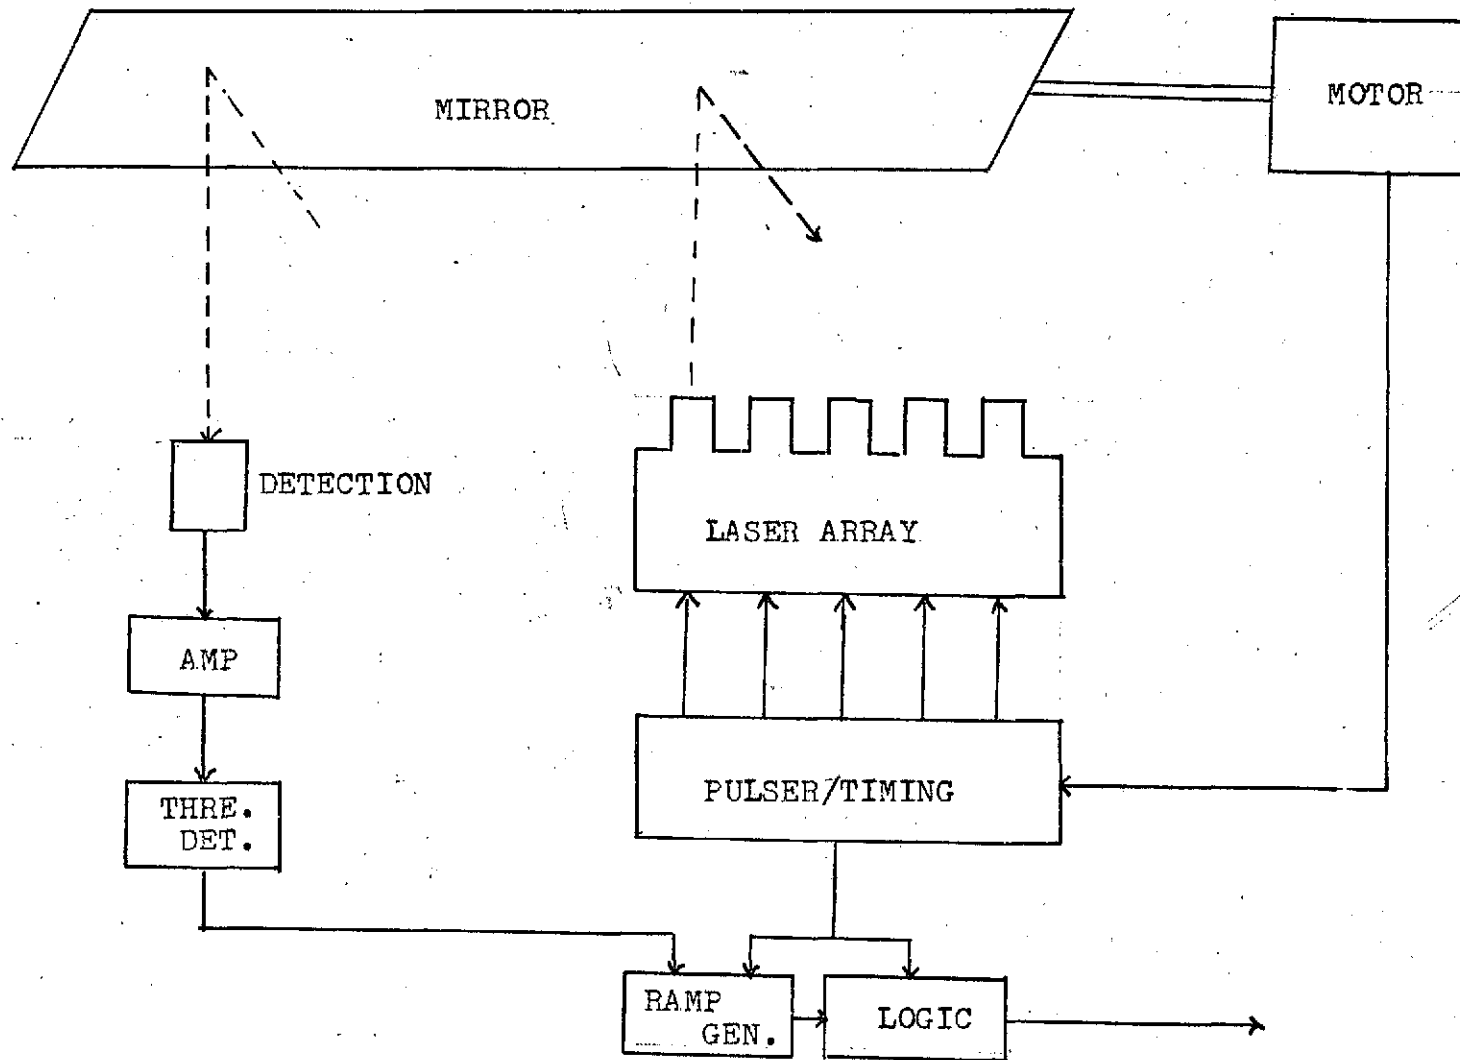 MIRROR
MOTOR
DETECTION
LASER ARRAY
AMP
PULSER/TIMING
THRE.
DET.
RAMP
GEN.
LOGIC